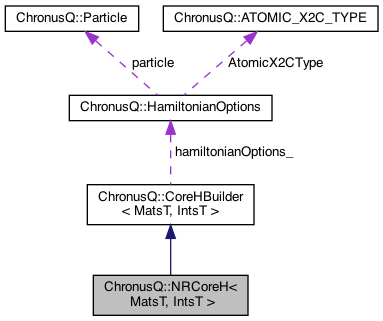 ChronusQ::Particle
ChronusQ::ATOMIC_X2C_TYPE
particle
AtomicX2CType
ChronusQ::HamiltonianOptions
hamiltonianOptions_
ChronusQ::CoreHBuilder
< MatsT, IntsT >
ChronusQ::NRCoreH<
MatsT, IntsT >